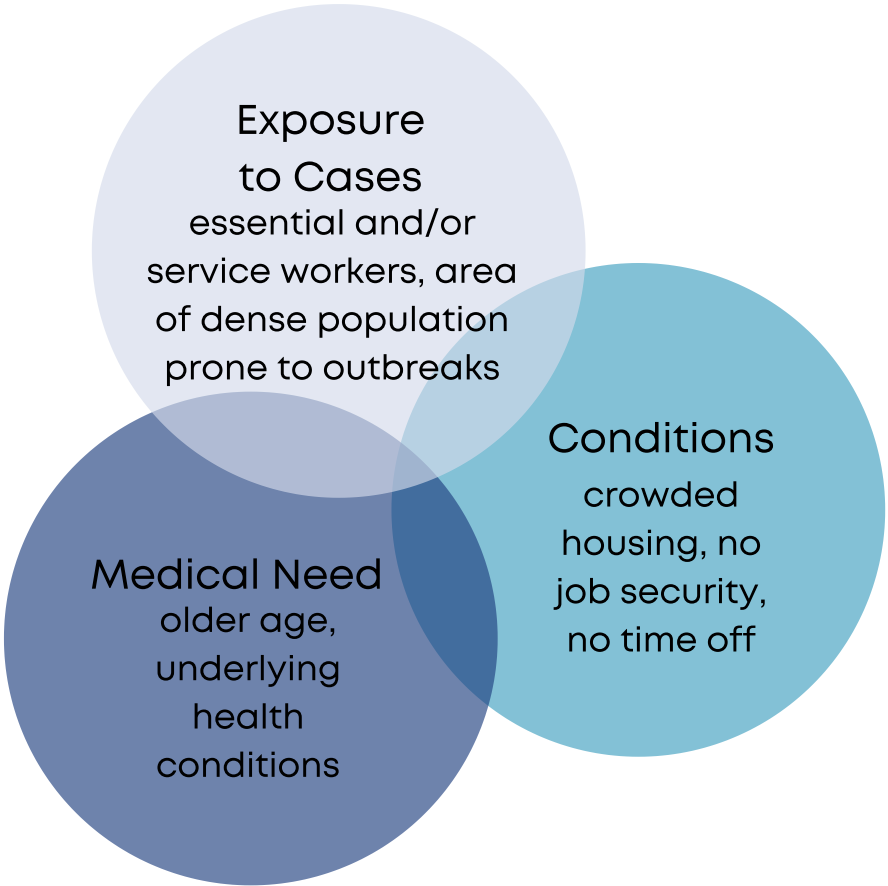 Exposure
to Cases
essential and/or
service workers, area
of dense population
prone to outbreaks
Conditions
crowded
housing, no
job security,
no time off
Medical Need
older age,
underlying
health
conditions